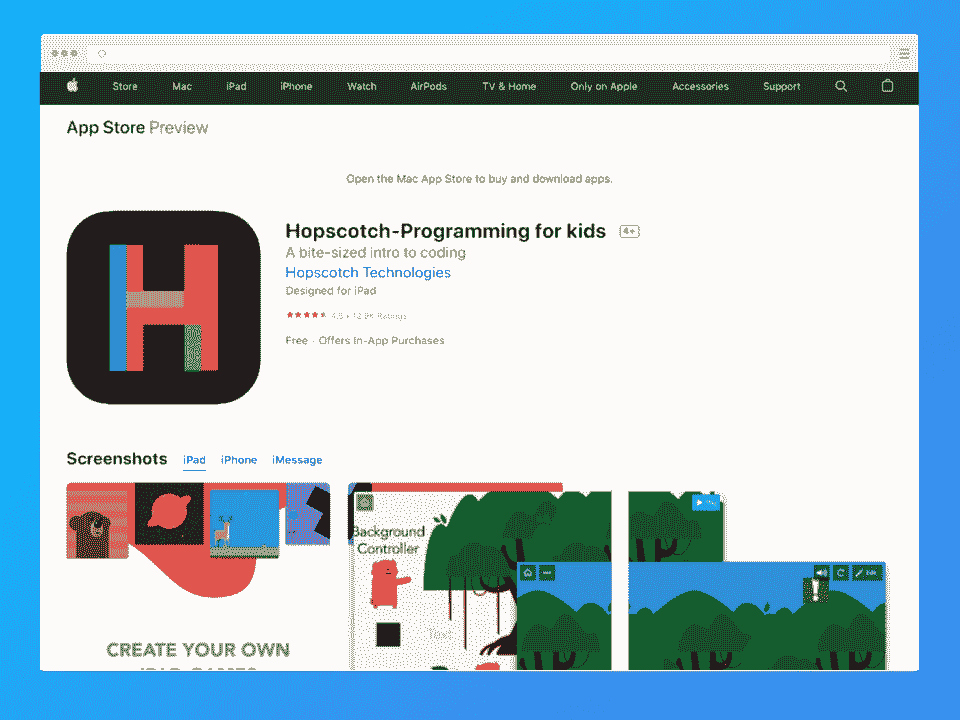 Store Mac iPad iPhone Watch AirPods TV & Home Only on Apple Accessories Support
App Store Preview
Open the Mac App Store to buy and download apps.
H
Hopscotch-Programming for kids 4+
A bite-sized intro to coding
Hopscotch Technologies
Designed for iPad
★★★★★ 4.5 • 12.9K Ratings
Free · Offers In-App Purchases
Screenshots iPad iPhone iMessage
Background
Controller
Edit
Text
CREATE YOUR OWN
IPAD GAMES